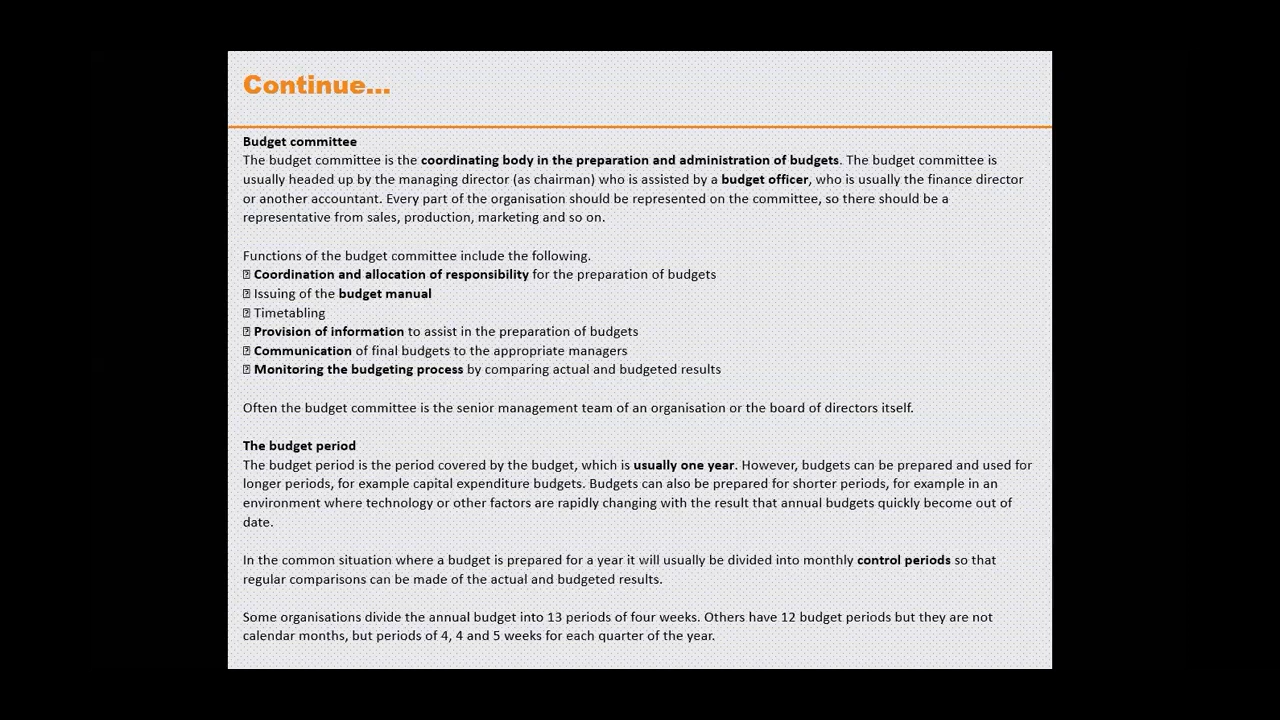 Continue...
Budget committee
The budget committee is the coordinating body in the preparation and administration of budgets. The budget committee is
usually headed up by the managing director (as chairman) who is assisted by a budget officer, who is usually the finance director
or another accountant. Every part of the organisation should be represented on the committee, so there should be a
representative from sales, production, marketing and so on.
Functions of the budget committee include the following.
⍰ Coordination and allocation of responsibility for the preparation of budgets
⍰ Issuing of the budget manual
⍰ Timetabling
⍰ Provision of information to assist in the preparation of budgets
⍰ Communication of final budgets to the appropriate managers
⍰ Monitoring the budgeting process by comparing actual and budgeted results
Often the budget committee is the senior management team of an organisation or the board of directors itself.
The budget period
The budget period is the period covered by the budget, which is usually one year. However, budgets can be prepared and used for
longer periods, for example capital expenditure budgets. Budgets can also be prepared for shorter periods, for example in an
environment where technology or other factors are rapidly changing with the result that annual budgets quickly become out of
date.
In the common situation where a budget is prepared for a year it will usually be divided into monthly control periods so that
regular comparisons can be made of the actual and budgeted results.
Some organisations divide the annual budget into 13 periods of four weeks. Others have 12 budget periods but they are not
calendar months, but periods of 4, 4 and 5 weeks for each quarter of the year.